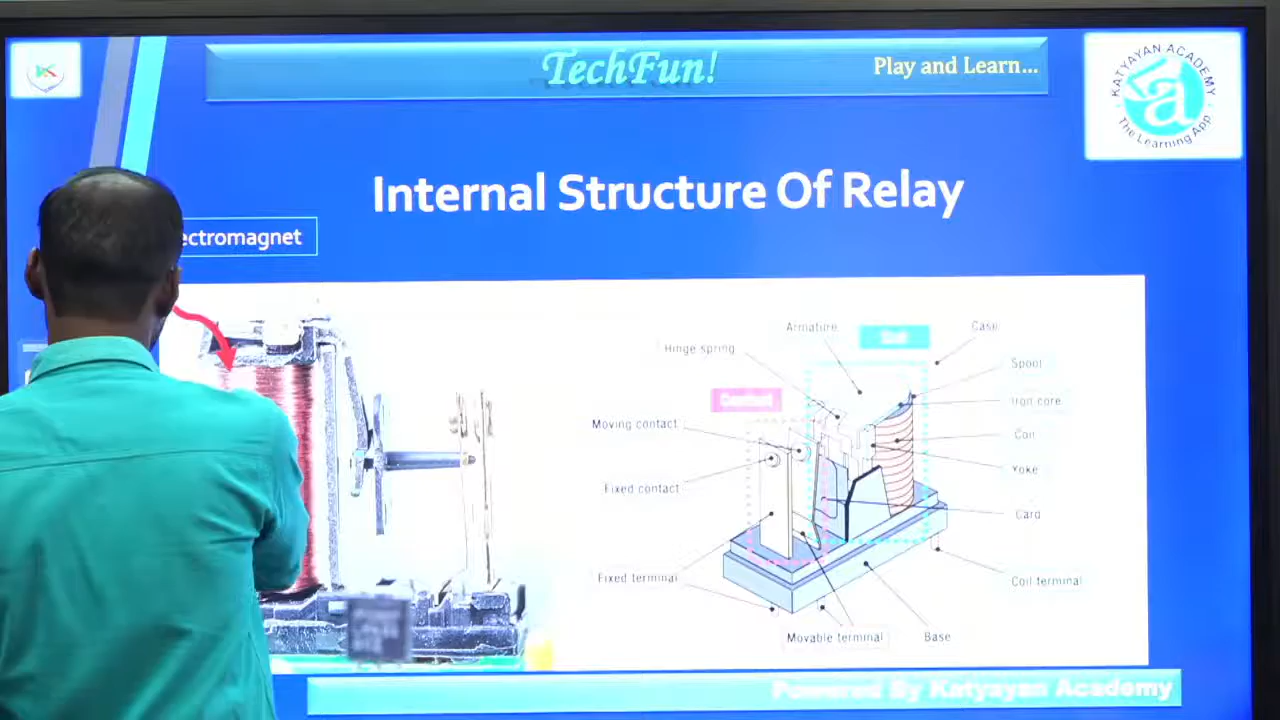 TechFun!
Play and Learn...
KATYAYAN ACADEMY
The Learning App
Internal Structure Of Relay
ectromagnet
Armature
Case
Hinge spring
Spool
Contact
Iron core
Moving contact
Coil
Yoke
Fixed contact
Card
Fixed terminal
Coil terminal
Movable terminal
Base
Powered By Katyayan Academy